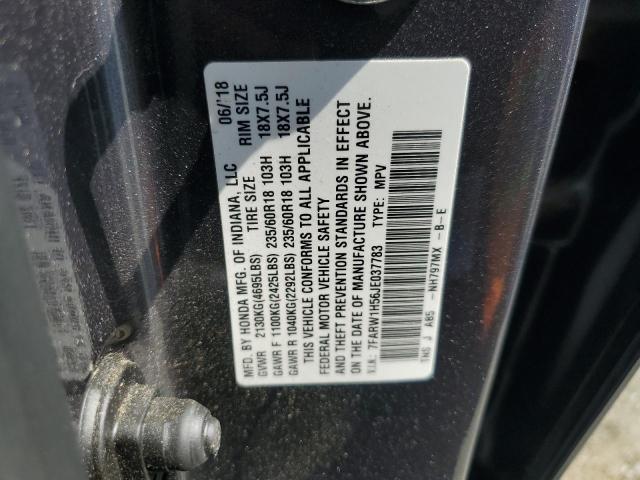 MFD. BY HONDA MFG. OF INDIANA, LLC 06/'18
GVWR 2130KG(4695LBS) TIRE SIZE RIM SIZE
GAWR F 1100KG(2425LBS) 235/60R18 103H 18X7.5J
GAWR R 1040KG(2292LBS) 235/60R18 103H 18X7.5J
THIS VEHICLE CONFORMS TO ALL APPLICABLE
FEDERAL MOTOR VEHICLE SAFETY
AND THEFT PREVENTION STANDARDS IN EFFECT
ON THE DATE OF MANUFACTURE SHOWN ABOVE.
V.I.N.: 7FARW1H56JE037783 TYPE: MPV
TNS J A85 -NH797MX -B-E